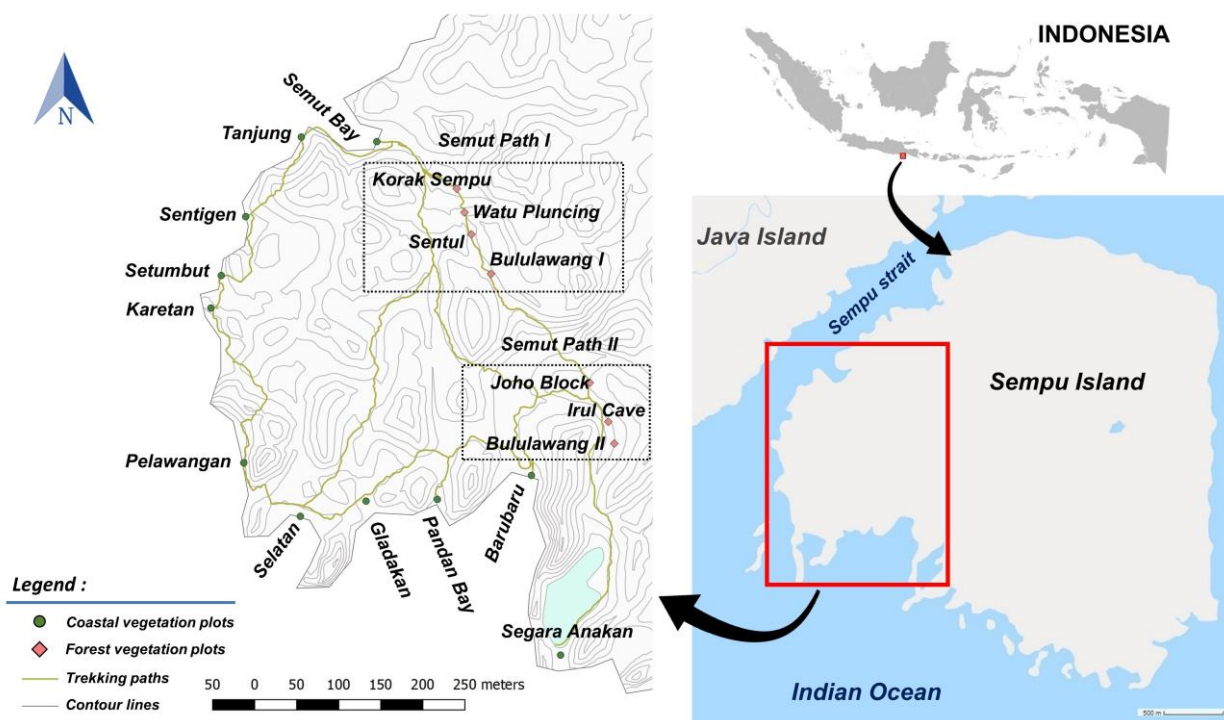 N
Semut Bay
Tanjung
Semut Path I
Korak Sempu
Sentigen
Watu Pluncing
Sentul
Setumbut
Bululawang I
Karetan
Semut Path II
Joho Block
Irul Cave
Bululawang II
Pelawangan
Selatan
Gladakan
Pandan Bay
Barubaru
Segara Anakan
Legend :
Coastal vegetation plots
Forest vegetation plots
Trekking paths
Contour lines
50 0 50 100 150 200 250 meters
INDONESIA
Java Island
Sempu strait
Sempu Island
Indian Ocean
500 m